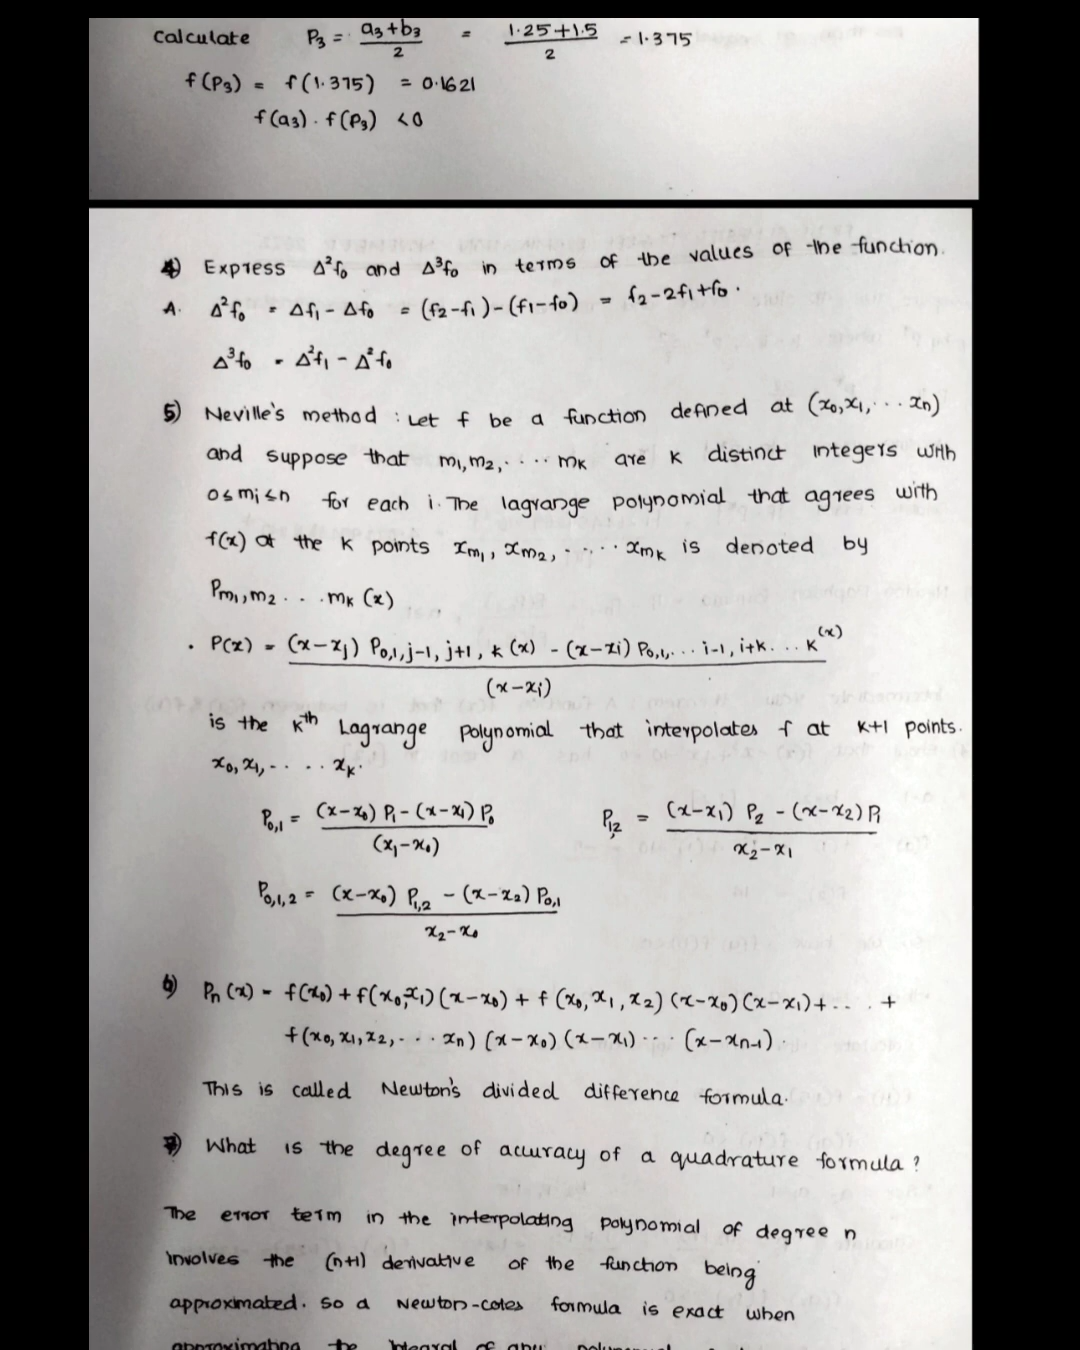 Calculate P₃ = (a₃+b₃)/2 = (1.25+1.5)/2 = 1.375
f(P₃) = f(1.375) = 0.1621
f(a₃) . f(P₃) <0
4) Express Δ²f₀ and Δ³f₀ in terms of the values of the function.
A. Δ²f₀ = Δf₁ - Δf₀ = (f₂-f₁)-(f₁-f₀) = f₂-2f₁+f₀.
Δ³f₀ = Δ²f₁ - Δ²f₀
5) Neville's method : Let f be a function defined at (x₀,x₁,...xₙ)
and suppose that m₁,m₂,.... mₖ are k distinct integers with
0≤mᵢ≤n for each i. The lagrange polynomial that agrees with
f(x) at the k points xₘ₁, xₘ₂, ..... xₘₖ is denoted by
Pₘ₁,ₘ₂ . . . ₘₖ (x)
. P(x) = ((x-xⱼ) P₀,₁,ⱼ₋₁, ⱼ₊₁, ₖ (x) - (x-xᵢ) P₀,₁,... ᵢ₋₁, ᵢ₊ₖ. .. ₖ(x))/(x-xᵢ)
is the kᵗʰ Lagrange polynomial that interpolates f at k+1 points.
x₀, x₁, - . . . . xₖ.
P₀,₁ = ((x-x₀) P₁-(x-x₁) P₀)/(x₁-x₀) P₁,₂ = ((x-x₁) P₂ - (x-x₂) P₁)/(x₂-x₁)
P₀,₁,₂ = ((x-x₀) P₁,₂ - (x-x₂) P₀,₁)/(x₂-x₀)
6) Pₙ(x) = f(x₀)+f(x₀,x₁)(x-x₀) + f(x₀,x₁,x₂)(x-x₀)(x-x₁)+... . +
f(x₀,x₁,x₂,. . . xₙ)(x-x₀)(x-x₁)... . (x-xₙ₋₁).
This is called Newton's divided difference formula.
7) What is the degree of accuracy of a quadrature formula?
The error term in the interpolating polynomial of degree n
involves the (n+1) derivative of the function being
approximated. So a Newton-cotes formula is exact when
approximating the integral of any